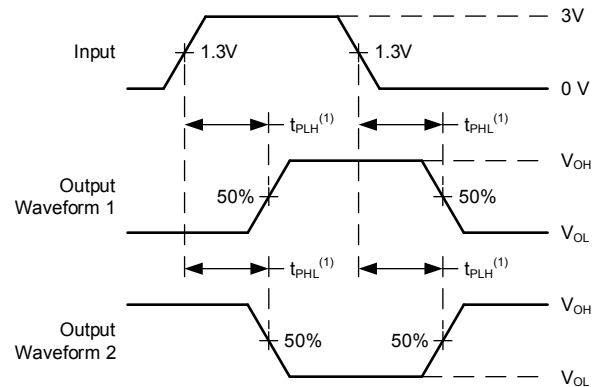 3V
Input
1.3V
1.3V
0 V
tPLH(1)
tPHL(1)
VOH
Output
Waveform 1
50%
50%
VOL
tPHL(1)
tPLH(1)
VOH
Output
Waveform 2
50%
50%
VOL